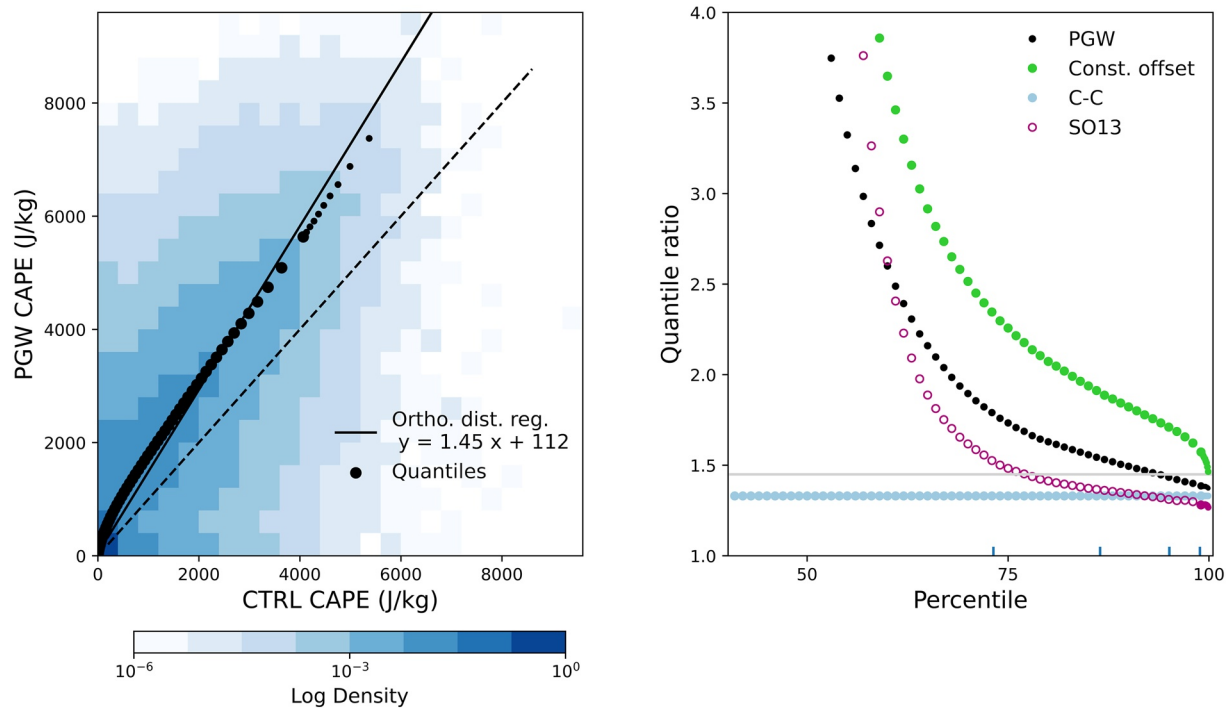 PGW CAPE (J/kg)
8000
6000
4000
2000
0
Ortho. dist. reg.
y = 1.45 x + 112
Quantiles
0
2000
4000
6000
8000
CTRL CAPE (J/kg)
10⁻⁶
10⁻³
10⁰
Log Density
Quantile ratio
4.0
3.5
3.0
2.5
2.0
1.5
1.0
PGW
Const. offset
C-C
SO13
50
75
100
Percentile